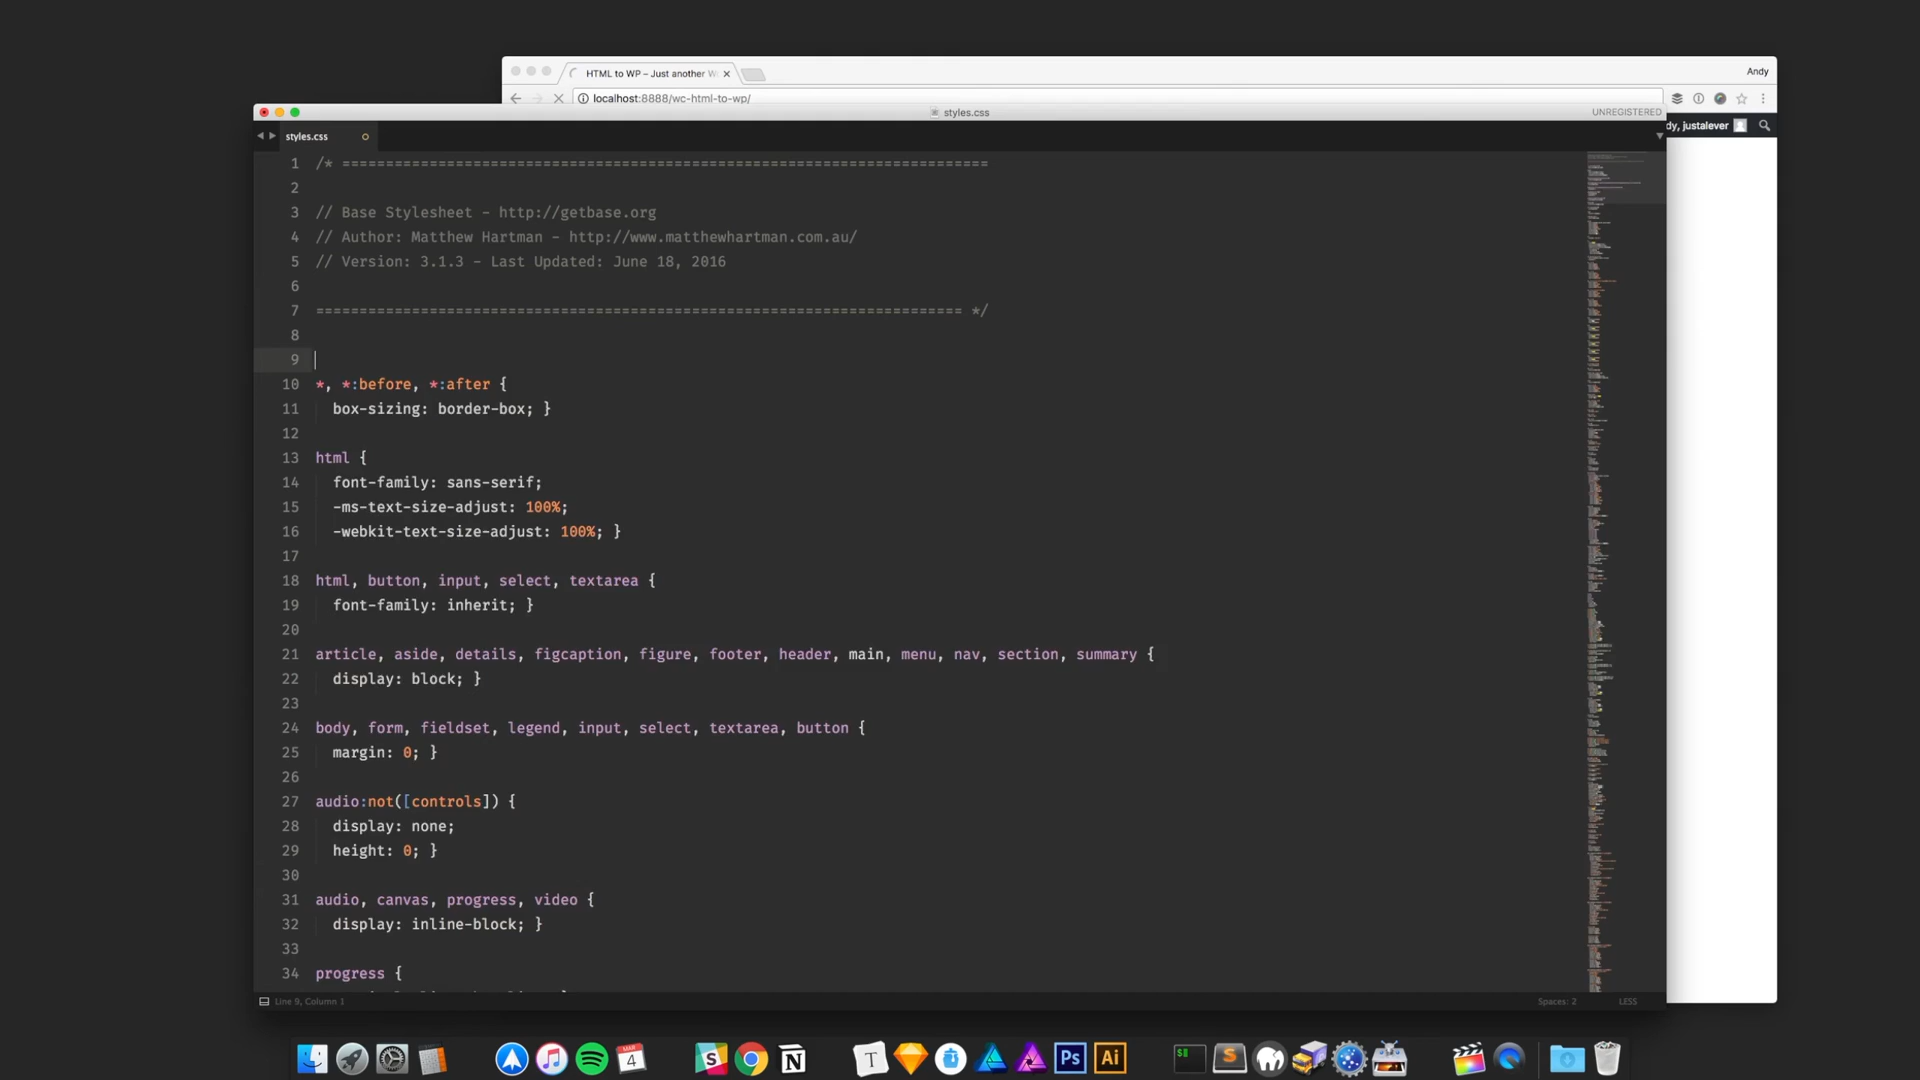 HTML to WP – Just another W
Andy
localhost:8888/wc-html-to-wp/
styles.css
UNREGISTERED
styles.css
dy, justalever
1 /* ==========================================================================
2
3 // Base Stylesheet - http://getbase.org
4 // Author: Matthew Hartman - http://www.matthewhartman.com.au/
5 // Version: 3.1.3 - Last Updated: June 18, 2016
6
7 ========================================================================== */
8
9
10 *, *:before, *:after {
11 box-sizing: border-box; }
12
13 html {
14 font-family: sans-serif;
15 -ms-text-size-adjust: 100%;
16 -webkit-text-size-adjust: 100%; }
17
18 html, button, input, select, textarea {
19 font-family: inherit; }
20
21 article, aside, details, figcaption, figure, footer, header, main, menu, nav, section, summary {
22 display: block; }
23
24 body, form, fieldset, legend, input, select, textarea, button {
25 margin: 0; }
26
27 audio:not([controls]) {
28 display: none;
29 height: 0; }
30
31 audio, canvas, progress, video {
32 display: inline-block; }
33
34 progress {
Line 9, Column 1
Spaces: 2
LESS
MAR
4
S
N
T
Ps
Ai
$
S